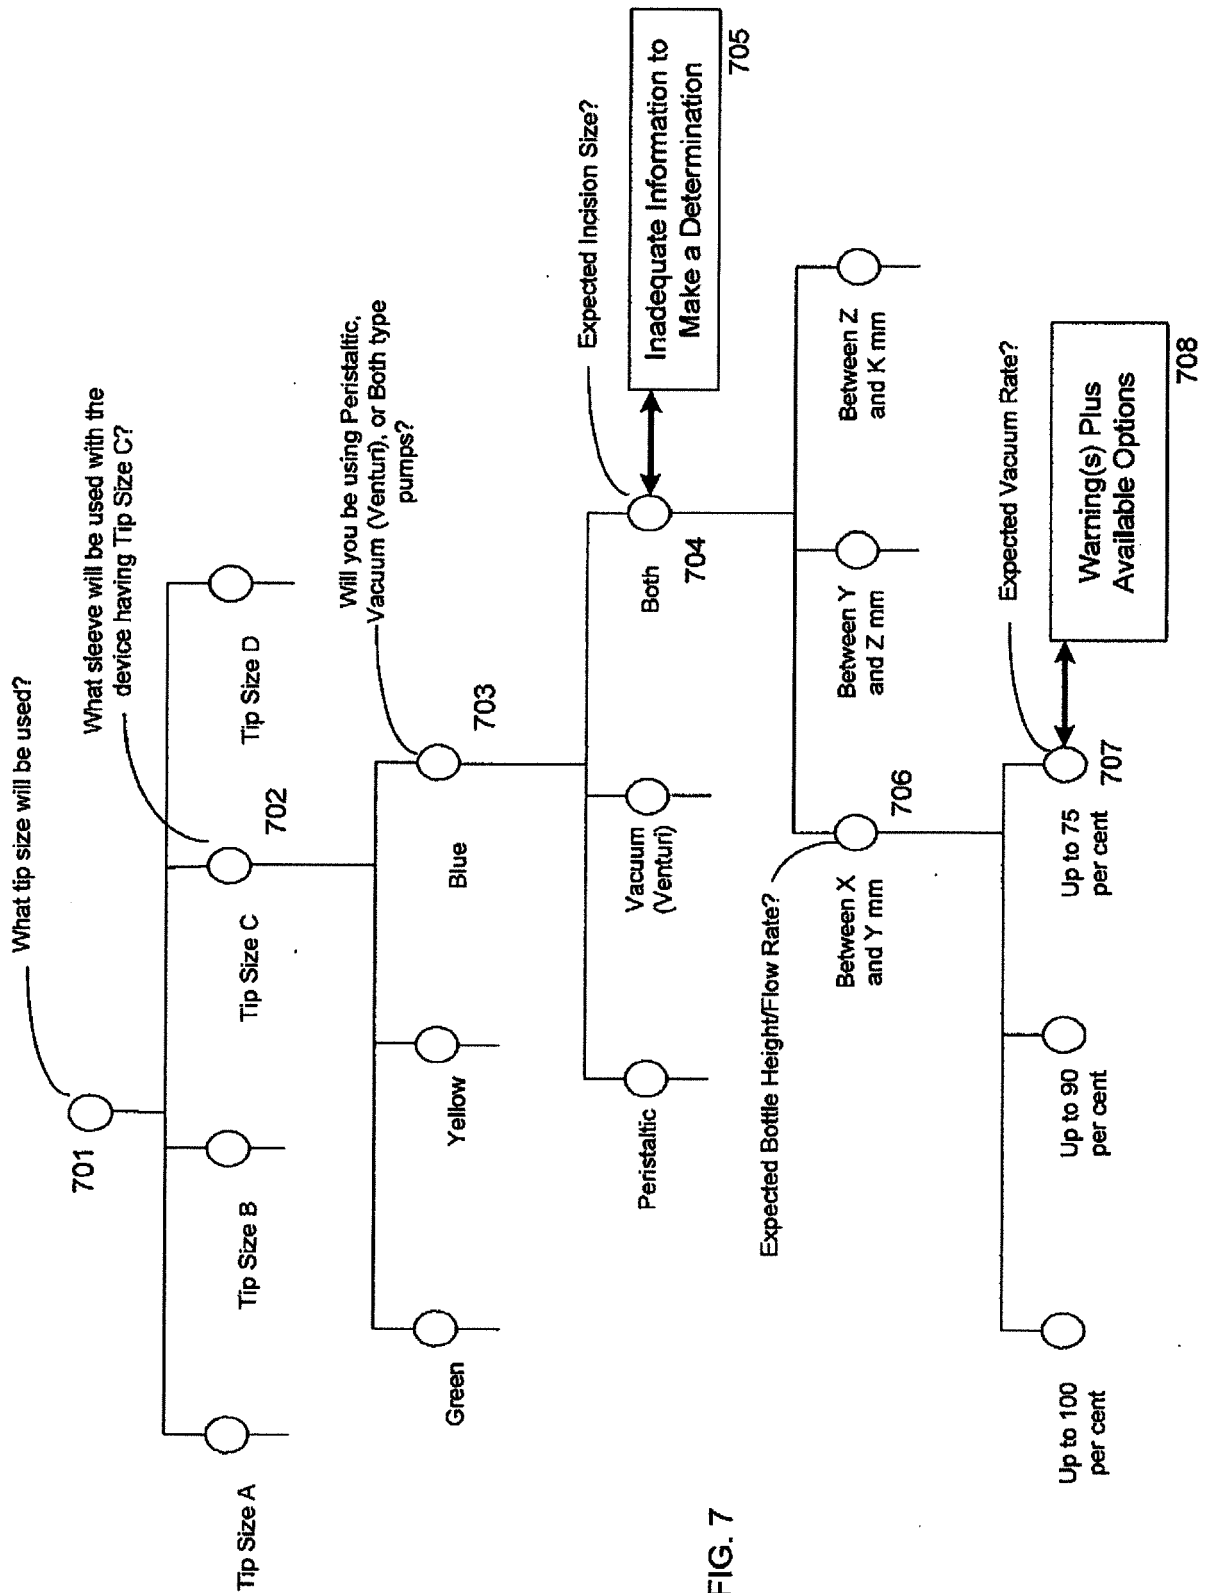 What tip size will be used?
701
What sleeve will be used with the
device having Tip Size C?
Tip Size A
Tip Size B
Tip Size C
702
Tip Size D
Will you be using Peristaltic,
Vacuum (Venturi), or Both type
pumps?
Green
Yellow
Blue
703
Expected Incision Size?
Peristaltic
Vacuum
(Venturi)
Both
704
Inadequate Information to
Make a Determination
705
Expected Bottle Height/Flow Rate?
Between X
and Y mm
706
Between Y
and Z mm
Between Z
and K mm
Expected Vacuum Rate?
Up to 100
per cent
Up to 90
per cent
Up to 75
per cent
707
Warning(s) Plus
Available Options
708
FIG. 7